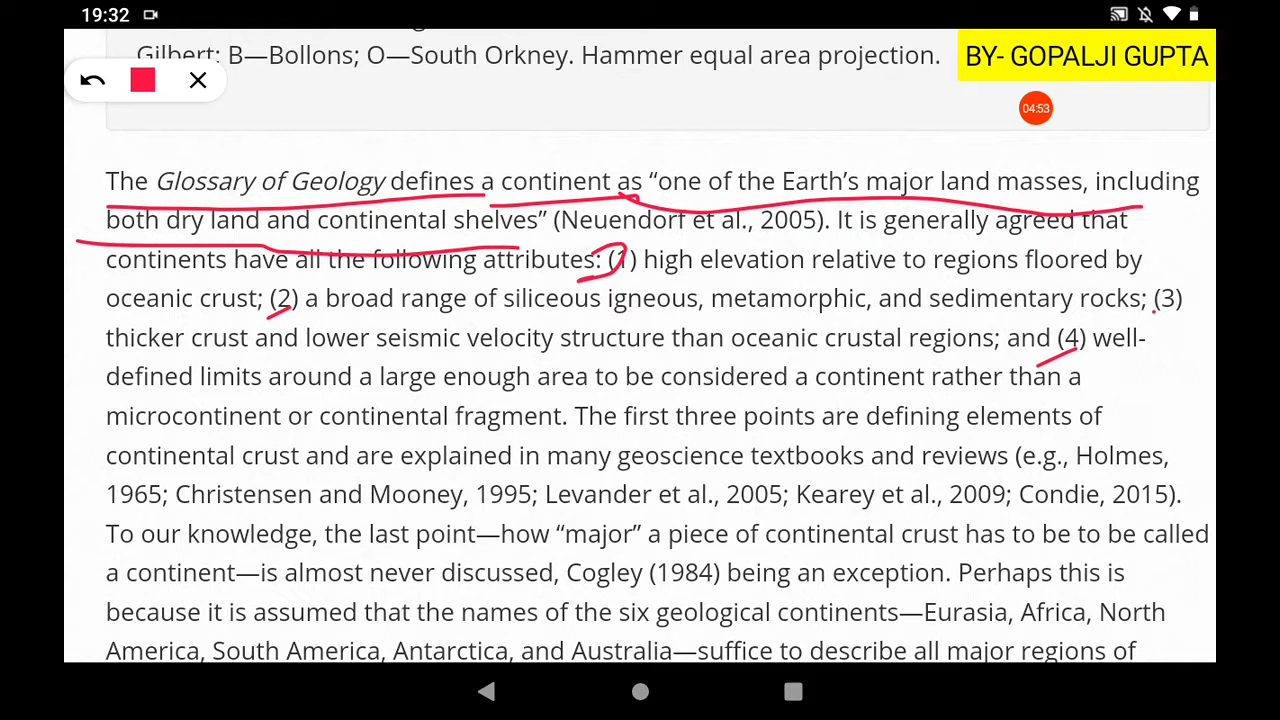 19:32
Gilbert; B—Bollons; O—South Orkney. Hammer equal area projection.
BY- GOPALJI GUPTA
04:53
The Glossary of Geology defines a continent as “one of the Earth’s major land masses, including
both dry land and continental shelves” (Neuendorf et al., 2005). It is generally agreed that
continents have all the following attributes: (1) high elevation relative to regions floored by
oceanic crust; (2) a broad range of siliceous igneous, metamorphic, and sedimentary rocks; (3)
thicker crust and lower seismic velocity structure than oceanic crustal regions; and (4) well-
defined limits around a large enough area to be considered a continent rather than a
microcontinent or continental fragment. The first three points are defining elements of
continental crust and are explained in many geoscience textbooks and reviews (e.g., Holmes,
1965; Christensen and Mooney, 1995; Levander et al., 2005; Kearey et al., 2009; Condie, 2015).
To our knowledge, the last point—how “major” a piece of continental crust has to be to be called
a continent—is almost never discussed, Cogley (1984) being an exception. Perhaps this is
because it is assumed that the names of the six geological continents—Eurasia, Africa, North
America, South America, Antarctica, and Australia—suffice to describe all major regions of